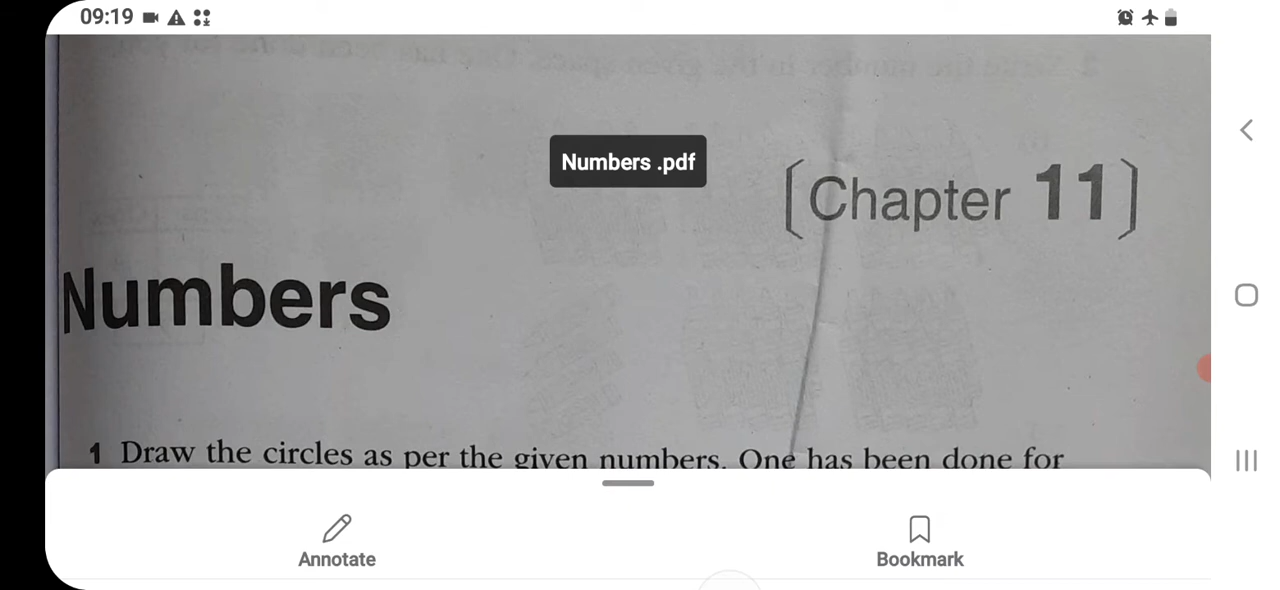 09:19
Numbers .pdf
[Chapter 11]
Numbers
1 Draw the circles as per the given numbers. One has been done for
Annotate
Bookmark